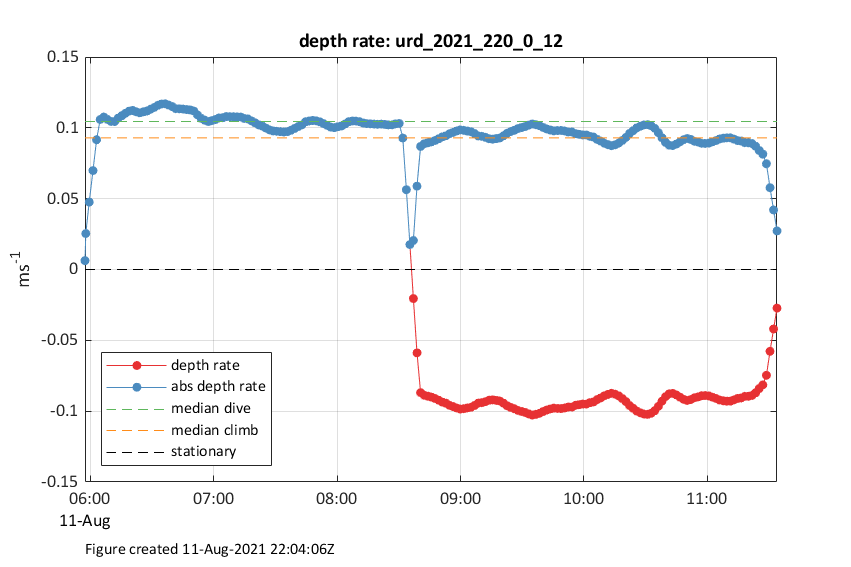 depth rate: urd_2021_220_0_12
0.15
0.1
0.05
0
-0.05
-0.1
-0.15
ms-1
depth rate
abs depth rate
median dive
median climb
stationary
06:00 07:00 08:00 09:00 10:00 11:00
11-Aug
Figure created 11-Aug-2021 22:04:06Z